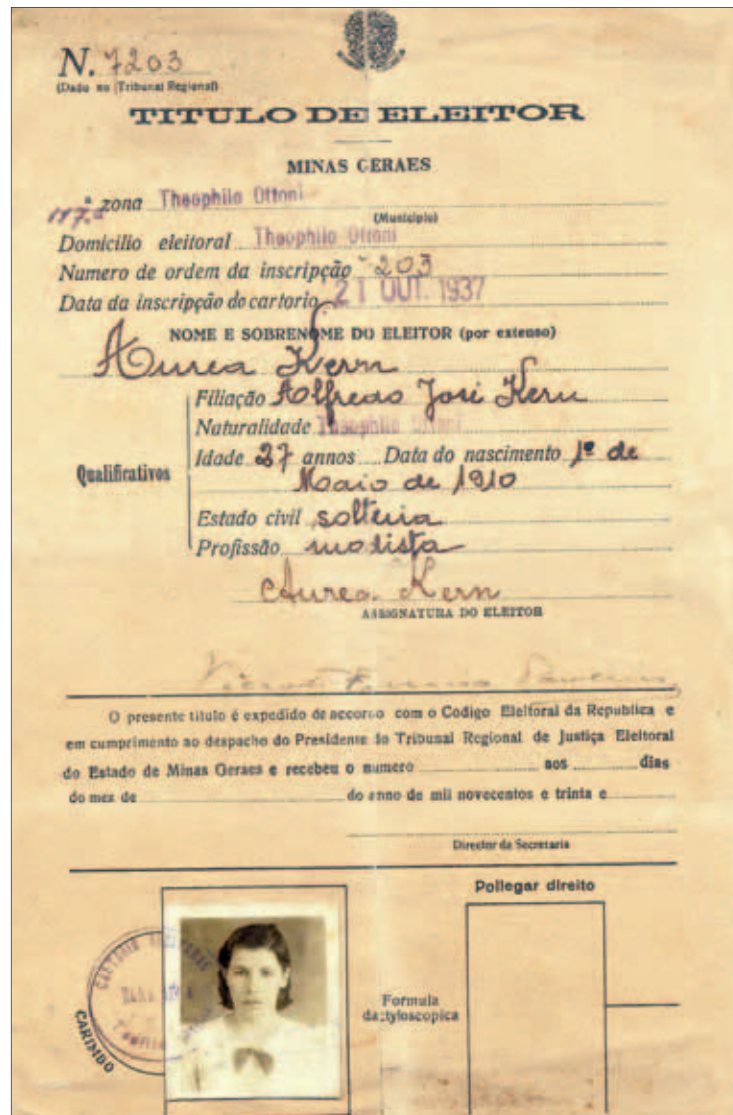 N. 7203
(Dado no Tribunal Regional)
TITULO DE ELEITOR
MINAS GERAES
117.ª zona Theophilo Ottoni
(Municipio)
Domicilio eleitoral Theophilo Ottoni
Numero de ordem da inscripção 203
Data da inscripção do cartorio 21 OUT. 1937
NOME E SOBRENOME DO ELEITOR (por extenso)
Aurea Kern
Qualificativos
Filiação Alfredo José Kern
Naturalidade Theophilo Ottoni
Idade 27 annos Data do nascimento 1º de
Maio de 1910
Estado civil solteira
Profissão modista
Aurea Kern
ASSIGNATURA DO ELEITOR
O presente titulo é expedido de accordo com o Codigo Eleitoral da Republica e
em cumprimento ao despacho do Presidente do Tribunal Regional de Justiça Eleitoral
do Estado de Minas Geraes e recebeu o numero aos dias
do mez de do anno de mil novecentos e trinta e
Director da Secretaria
Pollegar direito
CARIMBO
Formula
dactyloscopica